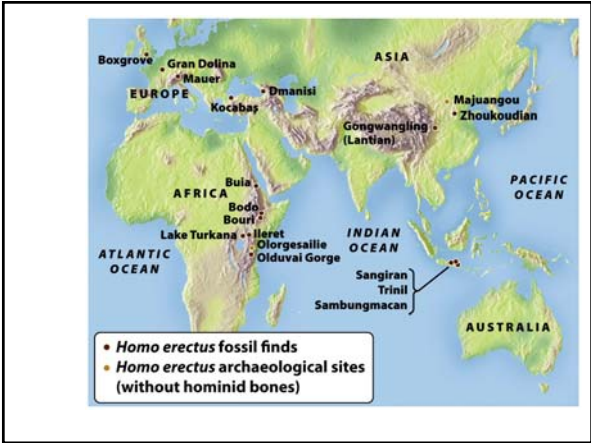 ASIA
Boxgrove
Gran Dolina
Mauer
EUROPE
Dmanisi
Kocabaş
Majuangou
Zhoukoudian
Gongwangling
(Lantian)
Buia
AFRICA
PACIFIC
OCEAN
Bodo
Bouri
Lake Turkana
Ileret
INDIAN
OCEAN
Olorgesailie
ATLANTIC
OCEAN
Olduvai Gorge
Sangiran
Trinil
Sambungmacan
AUSTRALIA
Homo erectus fossil finds
Homo erectus archaeological sites
(without hominid bones)